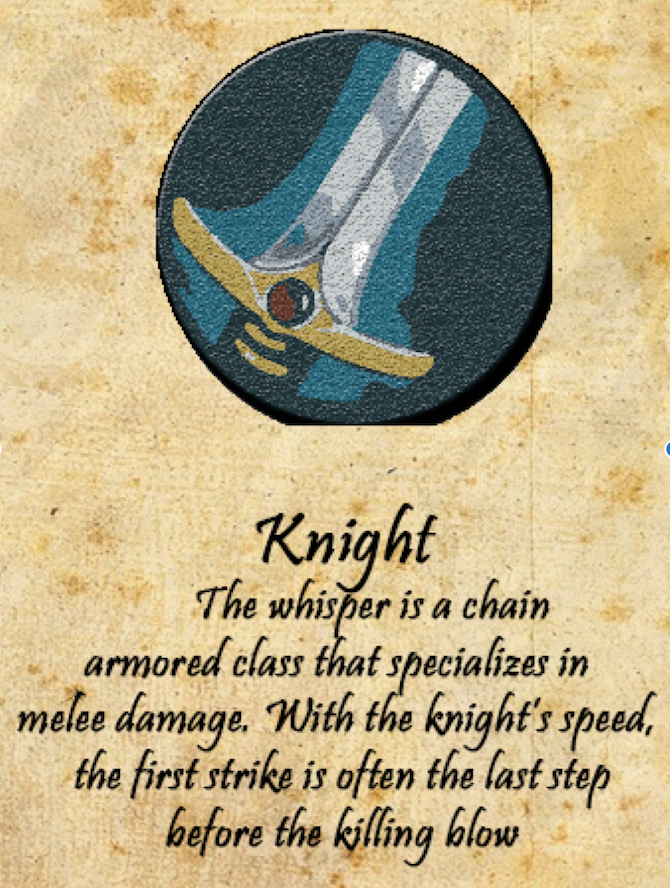 Knight
The whisper is a chain
armored class that specializes in
melee damage. With the knight's speed,
the first strike is often the last step
before the killing blow